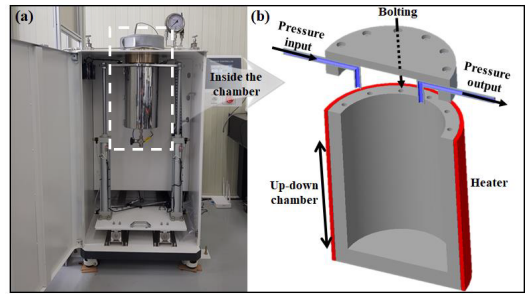 (a)
Inside the
chamber
(b)
Bolting
Pressure
input
Pressure
output
Up-down
chamber
Heater